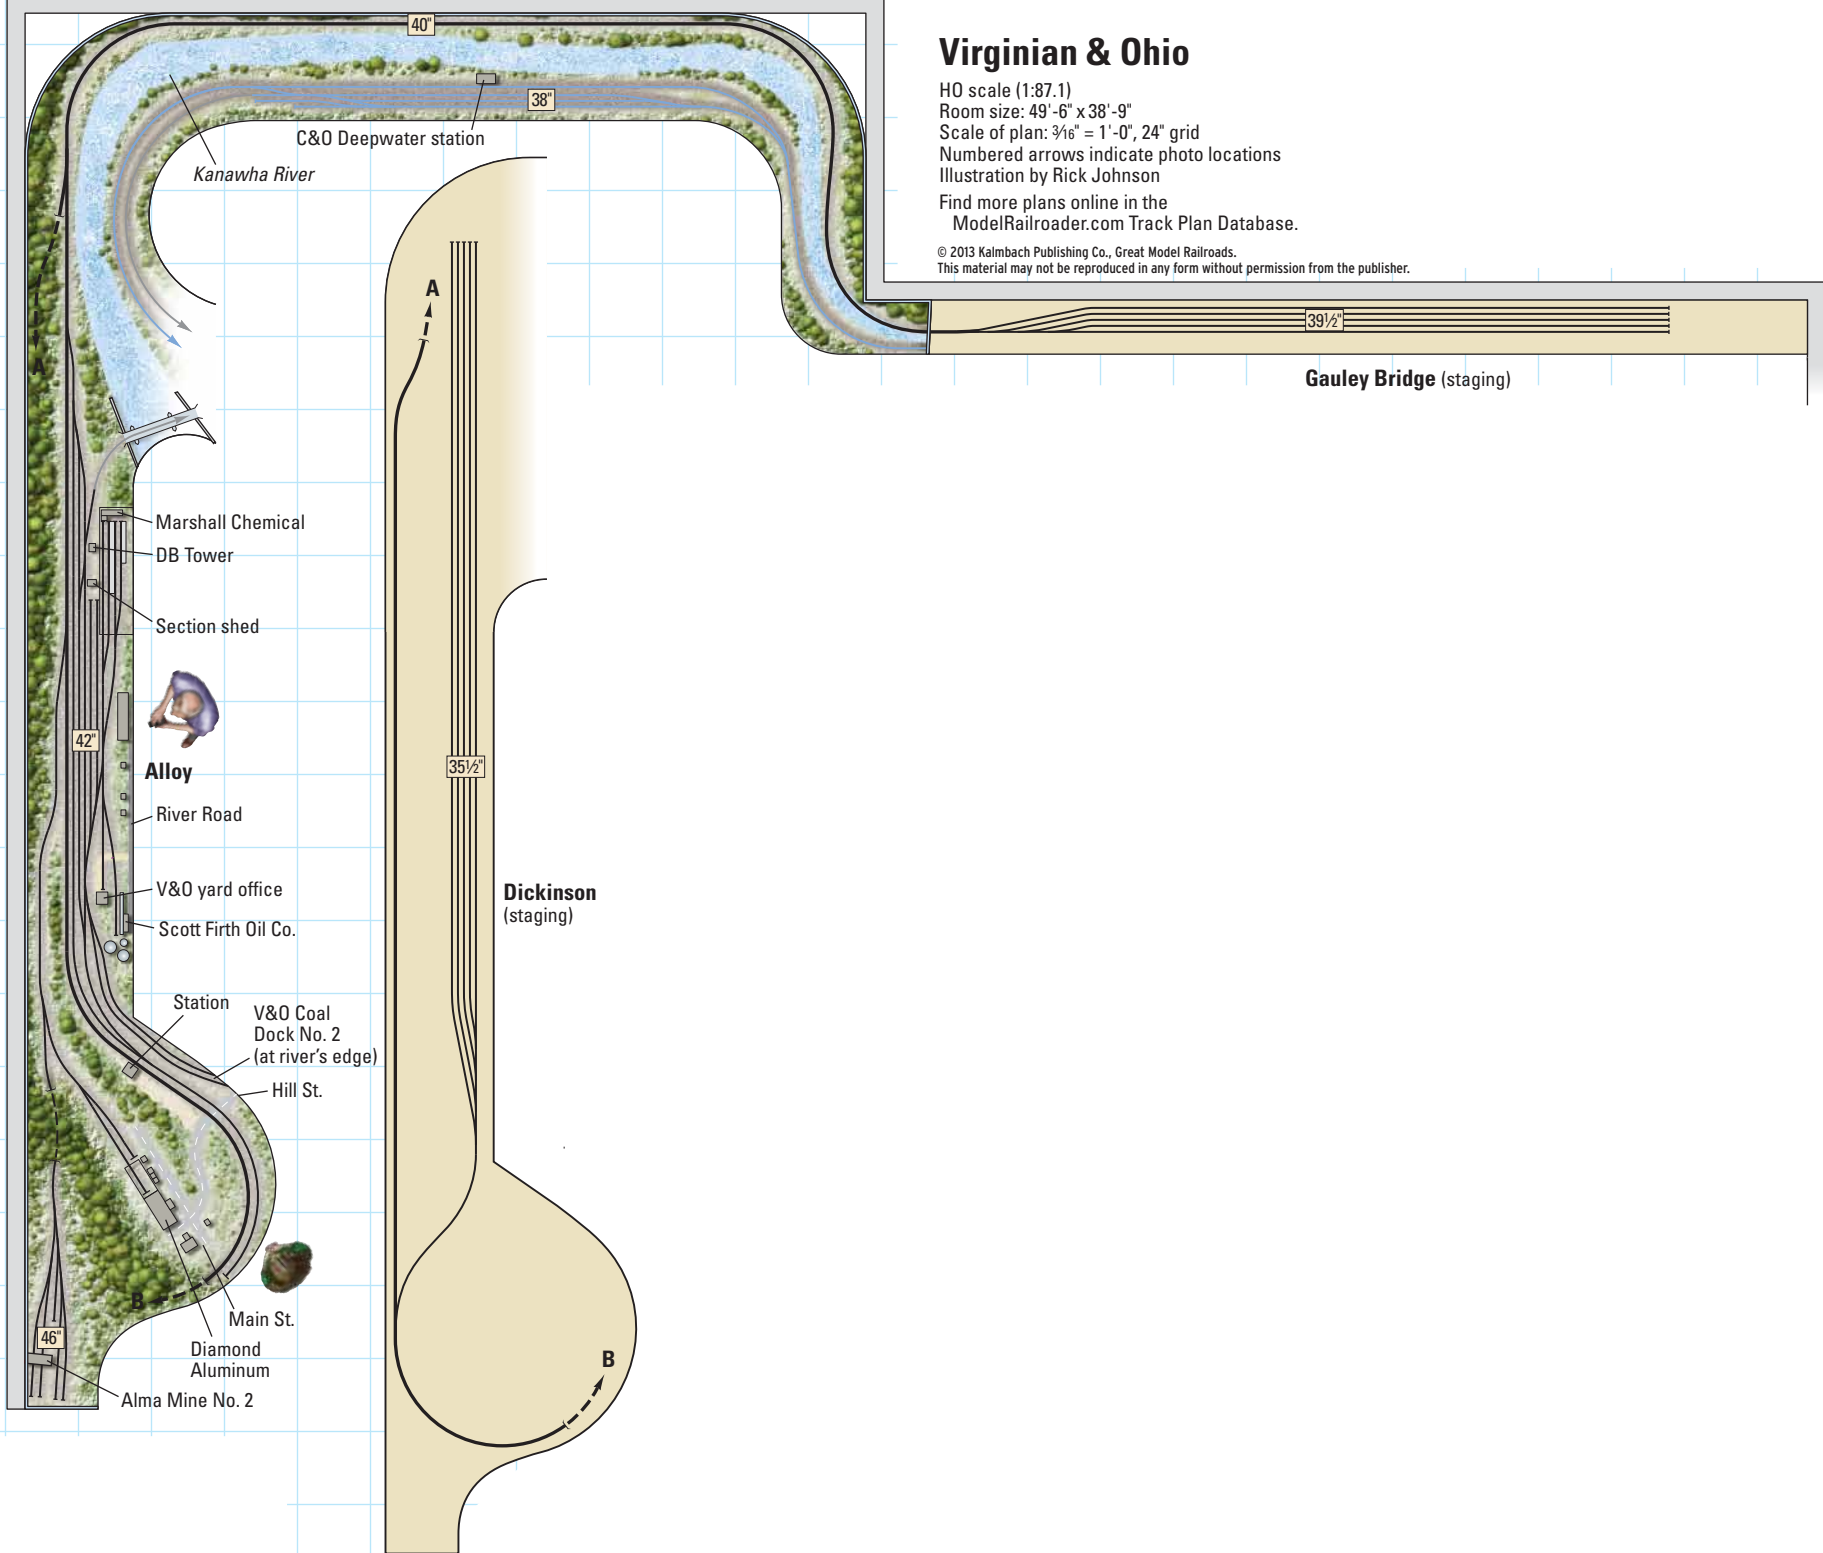 40"
Virginian & Ohio
HO scale (1:87.1)
Room size: 49'-6" x 38'-9"
Scale of plan: 3⁄16" = 1'-0", 24" grid
Numbered arrows indicate photo locations
Illustration by Rick Johnson
Find more plans online in the
ModelRailroader.com Track Plan Database.
© 2013 Kalmbach Publishing Co., Great Model Railroads.
This material may not be reproduced in any form without permission from the publisher.
38"
C&O Deepwater station
Kanawha River
A
A
39½"
Gauley Bridge (staging)
Marshall Chemical
DB Tower
Section shed
42"
Alloy
35½"
River Road
V&O yard office
Dickinson
(staging)
Scott Firth Oil Co.
Station
V&O Coal
Dock No. 2
(at river's edge)
Hill St.
B
Main St.
46"
Diamond
Aluminum
B
Alma Mine No. 2